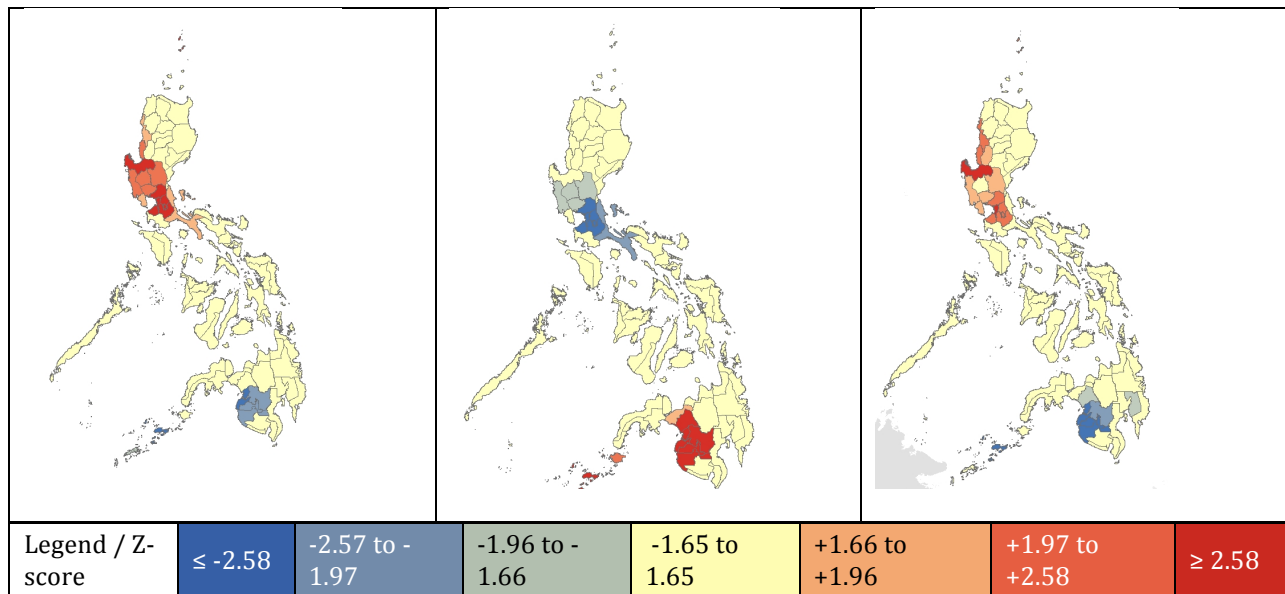 Legend / Z-
score
≤ -2.58
-2.57 to -
1.97
-1.96 to -
1.66
-1.65 to
1.65
+1.66 to
+1.96
+1.97 to
+2.58
≥ 2.58